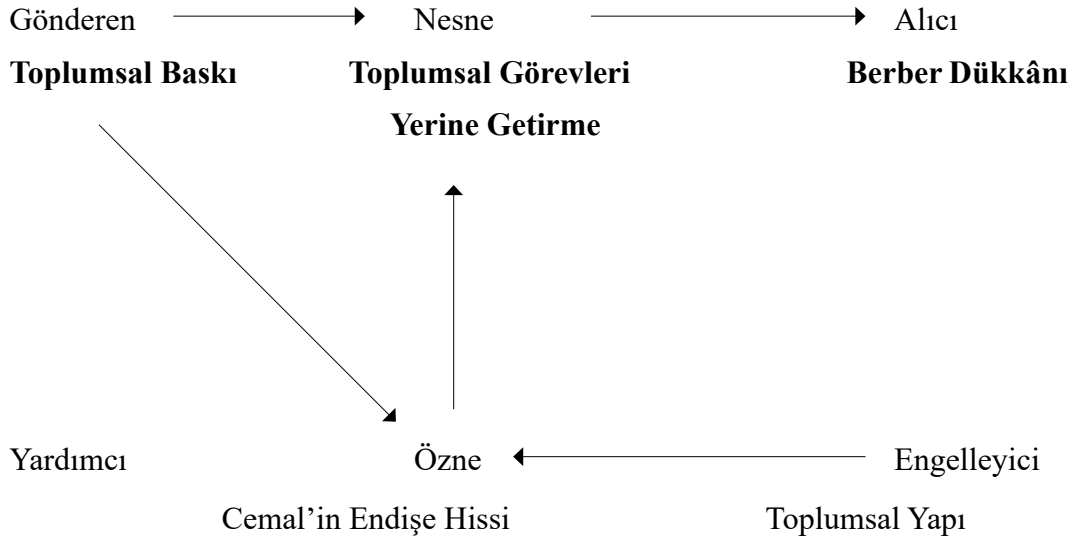 Gönderen Nesne Alıcı
Toplumsal Baskı Toplumsal Görevleri Berber Dükkânı
Yerine Getirme
Yardımcı Özne Engelleyici
Cemal’in Endişe Hissi Toplumsal Yapı